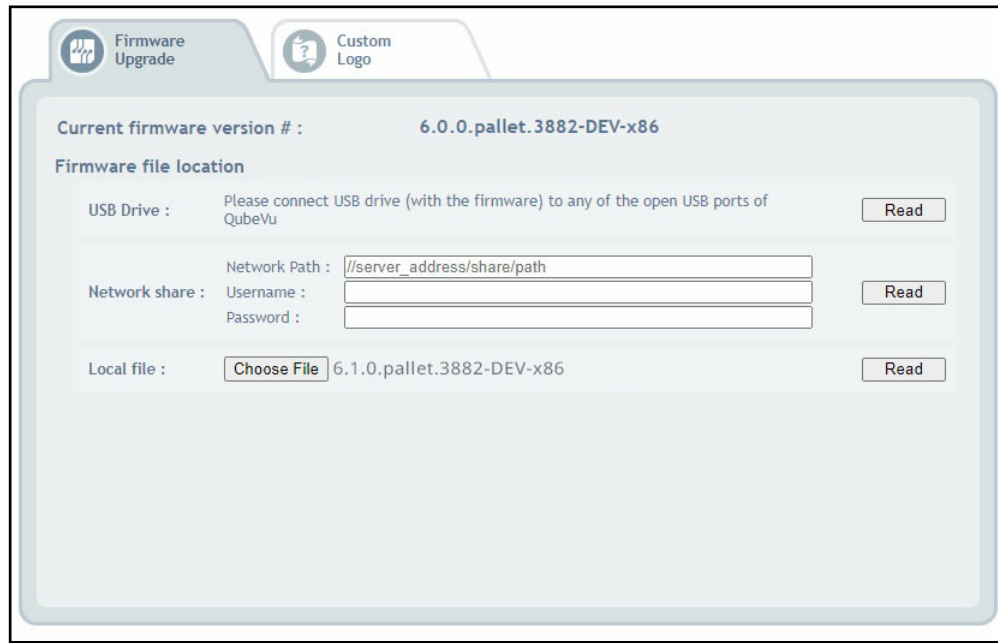 Firmware
Upgrade
Custom
Logo
Current firmware version # : 6.0.0.pallet.3882-DEV-x86
Firmware file location
USB Drive : Please connect USB drive (with the firmware) to any of the open USB ports of
QubeVu
Read
Network share :
Network Path : //server_address/share/path
Username :
Password :
Read
Local file : Choose File 6.1.0.pallet.3882-DEV-x86 Read